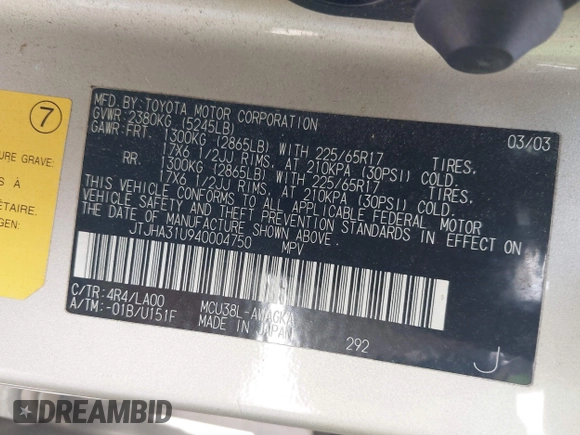 7
URE GRAVE:
S À
ÉTAIRE.
GEN:
MFD. BY: TOYOTA MOTOR CORPORATION 03/03
GVWR: 2380KG (5245LB)
GAWR: FRT. 1300KG (2865LB) WITH 225/65R17 TIRES,
17X6 1/2JJ RIMS, AT 210KPA (30PSI) COLD.
RR. 1300KG (2865LB) WITH 225/65R17 TIRES,
17X6 1/2JJ RIMS, AT 210KPA (30PSI) COLD.
THIS VEHICLE CONFORMS TO ALL APPLICABLE FEDERAL MOTOR
VEHICLE SAFETY AND THEFT PREVENTION STANDARDS IN EFFECT
ON THE DATE OF MANUFACTURE SHOWN ABOVE.
JTJHA31U940004750 MPV
C/TR: 4R4/LA00 MCU38L-AWAGKA
A/TM: -01B/U151F MADE IN JAPAN 292 J
DREAMBID